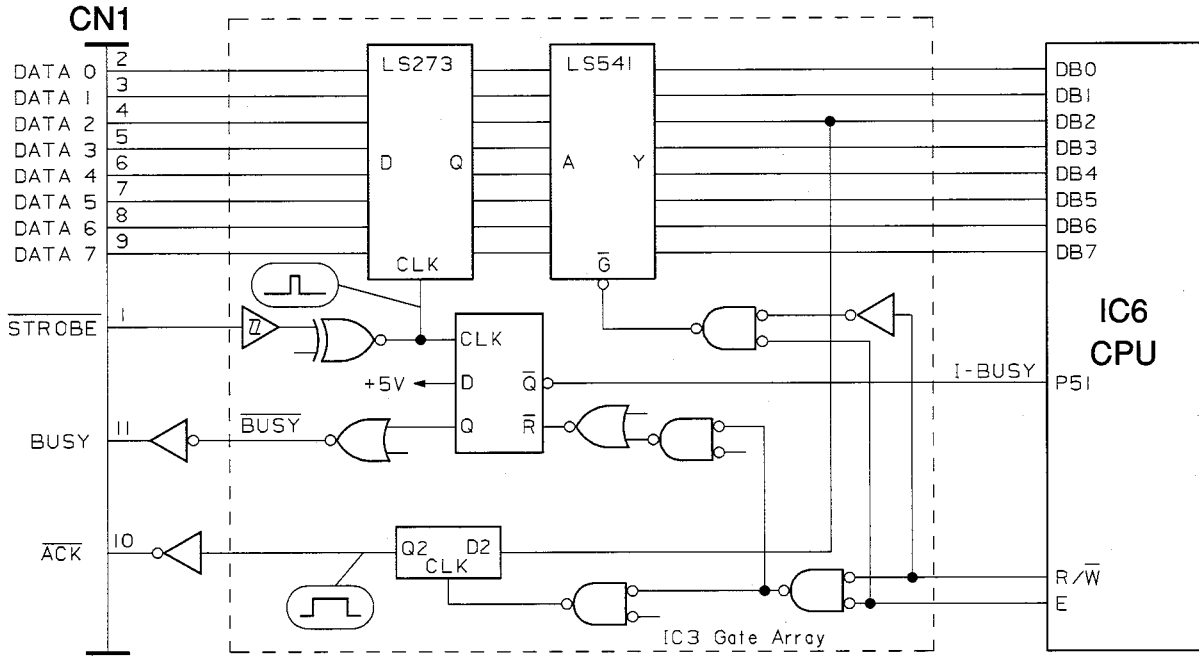 CN1
DATA 0 2
DATA 1 3
DATA 2 4
DATA 3 5
DATA 4 6
DATA 5 7
DATA 6 8
DATA 7 9
LS273
D Q
CLK
LS541
A Y
G
DB0
DB1
DB2
DB3
DB4
DB5
DB6
DB7
STROBE 1
CLK
+5V D Q
Q R
I-BUSY P51
IC6
CPU
BUSY 11 BUSY
ACK 10
Q2 D2
CLK
R/W
E
IC3 Gate Array